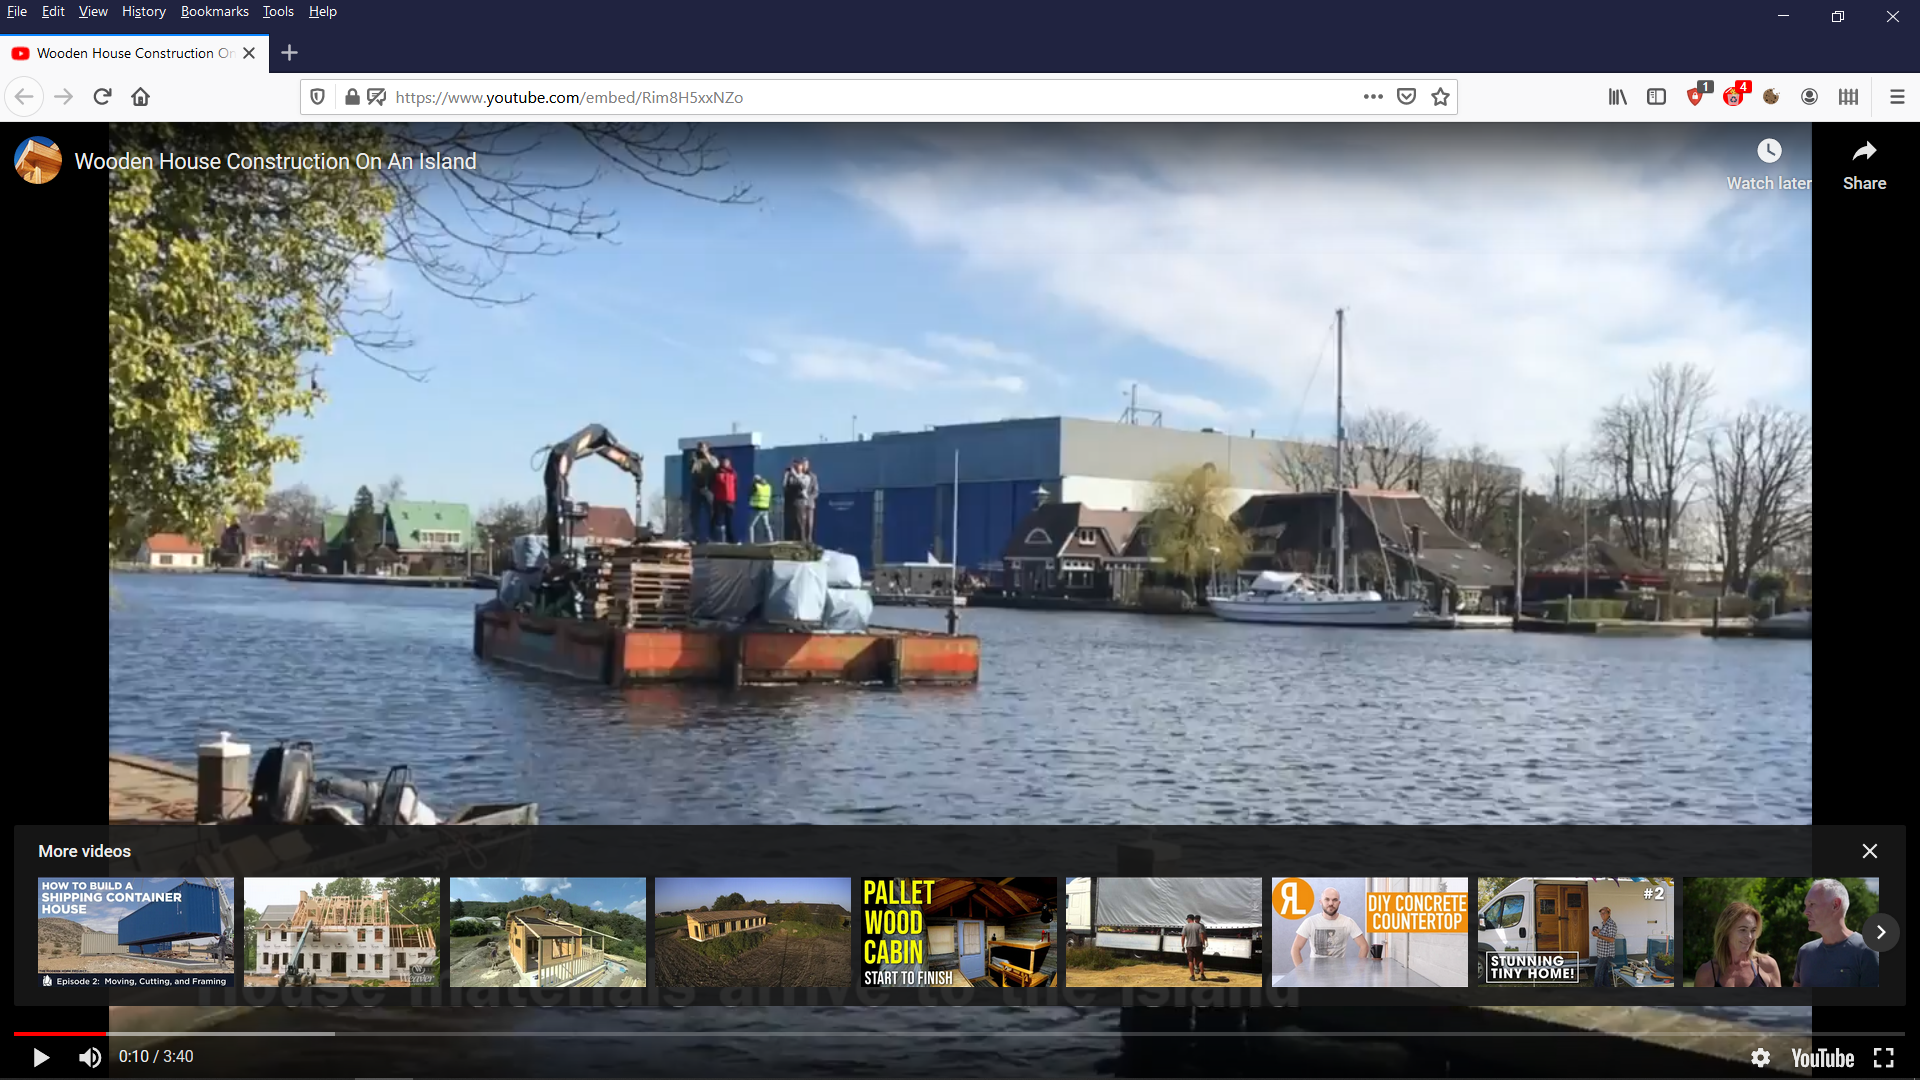 File Edit View History Bookmarks Tools Help
Wooden House Construction On
https://www.youtube.com/embed/Rim8H5xxNZo
1
4
Wooden House Construction On An Island
Watch later
Share
More videos
HOW TO BUILD A
SHIPPING CONTAINER
HOUSE
Episode 2: Moving, Cutting, and Framing
Weaver
PALLET
WOOD
CABIN
START TO FINISH
RL
DIY CONCRETE
COUNTERTOP
#2
STUNNING
TINY HOME!
House materials arrive to the island
0:10 / 3:40
YouTube